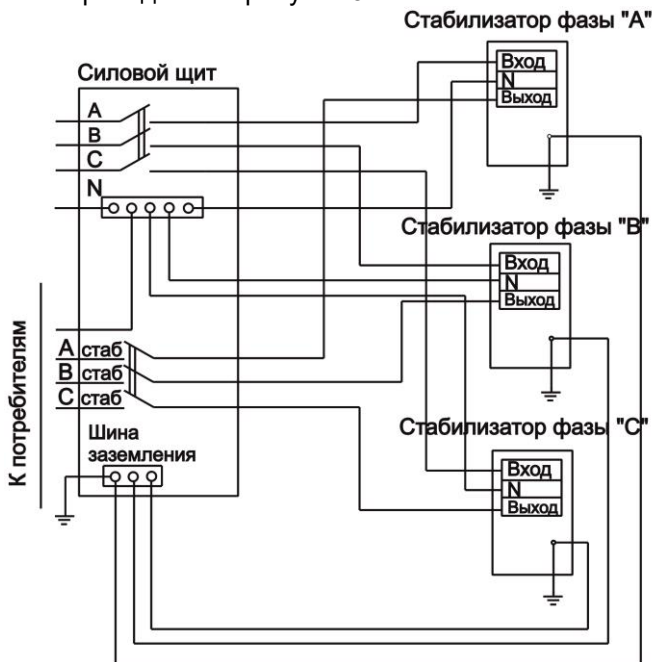 Стабилизатор фазы "А"
Вход
N
Выход
Силовой щит
А
В
С
N
Стабилизатор фазы "В"
Вход
N
Выход
К потребителям
А стаб
В стаб
С стаб
Шина
заземления
Стабилизатор фазы "С"
Вход
N
Выход